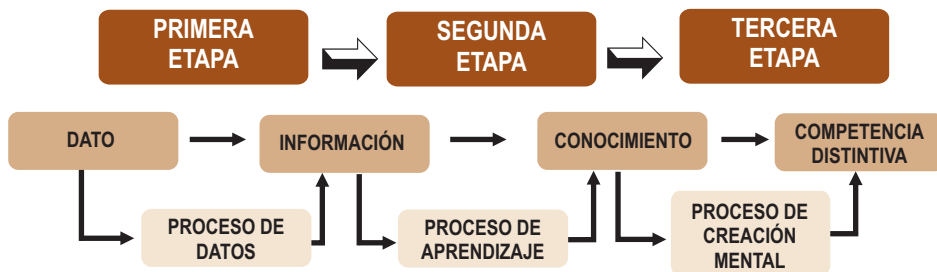 PRIMERA
ETAPA
SEGUNDA
ETAPA
TERCERA
ETAPA
DATO
INFORMACIÓN
CONOCIMIENTO
COMPETENCIA
DISTINTIVA
PROCESO DE
DATOS
PROCESO DE
APRENDIZAJE
PROCESO DE
CREACIÓN
MENTAL